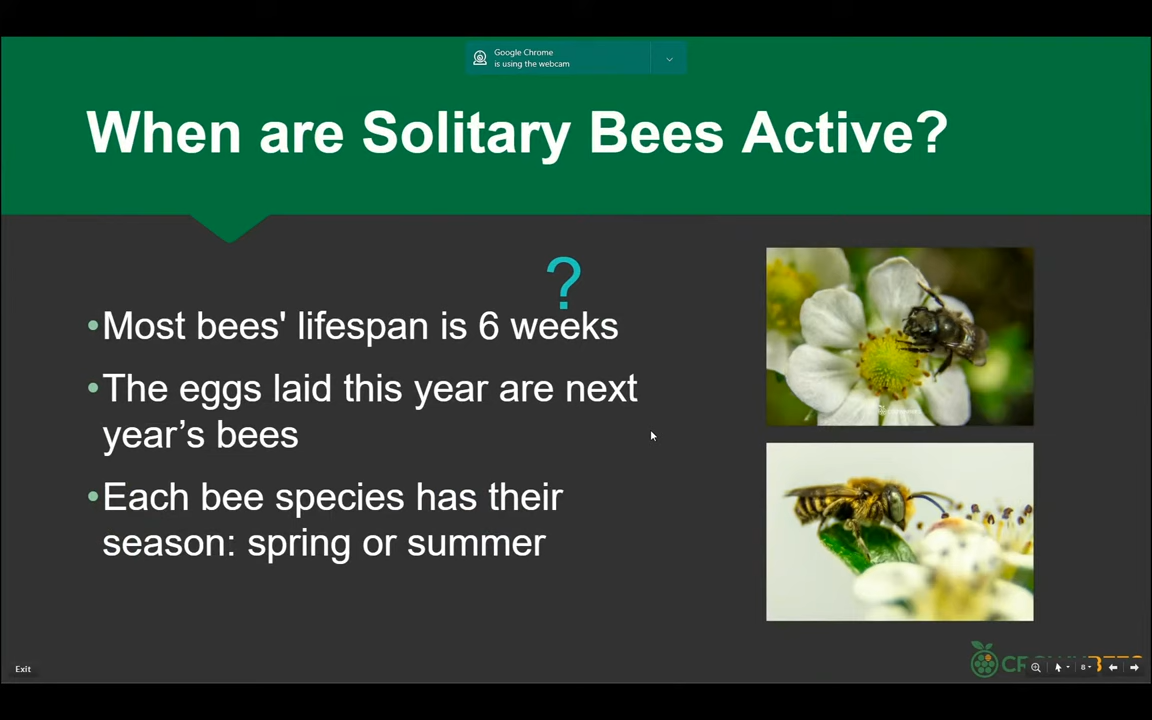 Google Chrome
is using the webcam
When are Solitary Bees Active?
?
•Most bees' lifespan is 6 weeks
•The eggs laid this year are next
year’s bees
•Each bee species has their
season: spring or summer
Exit
8